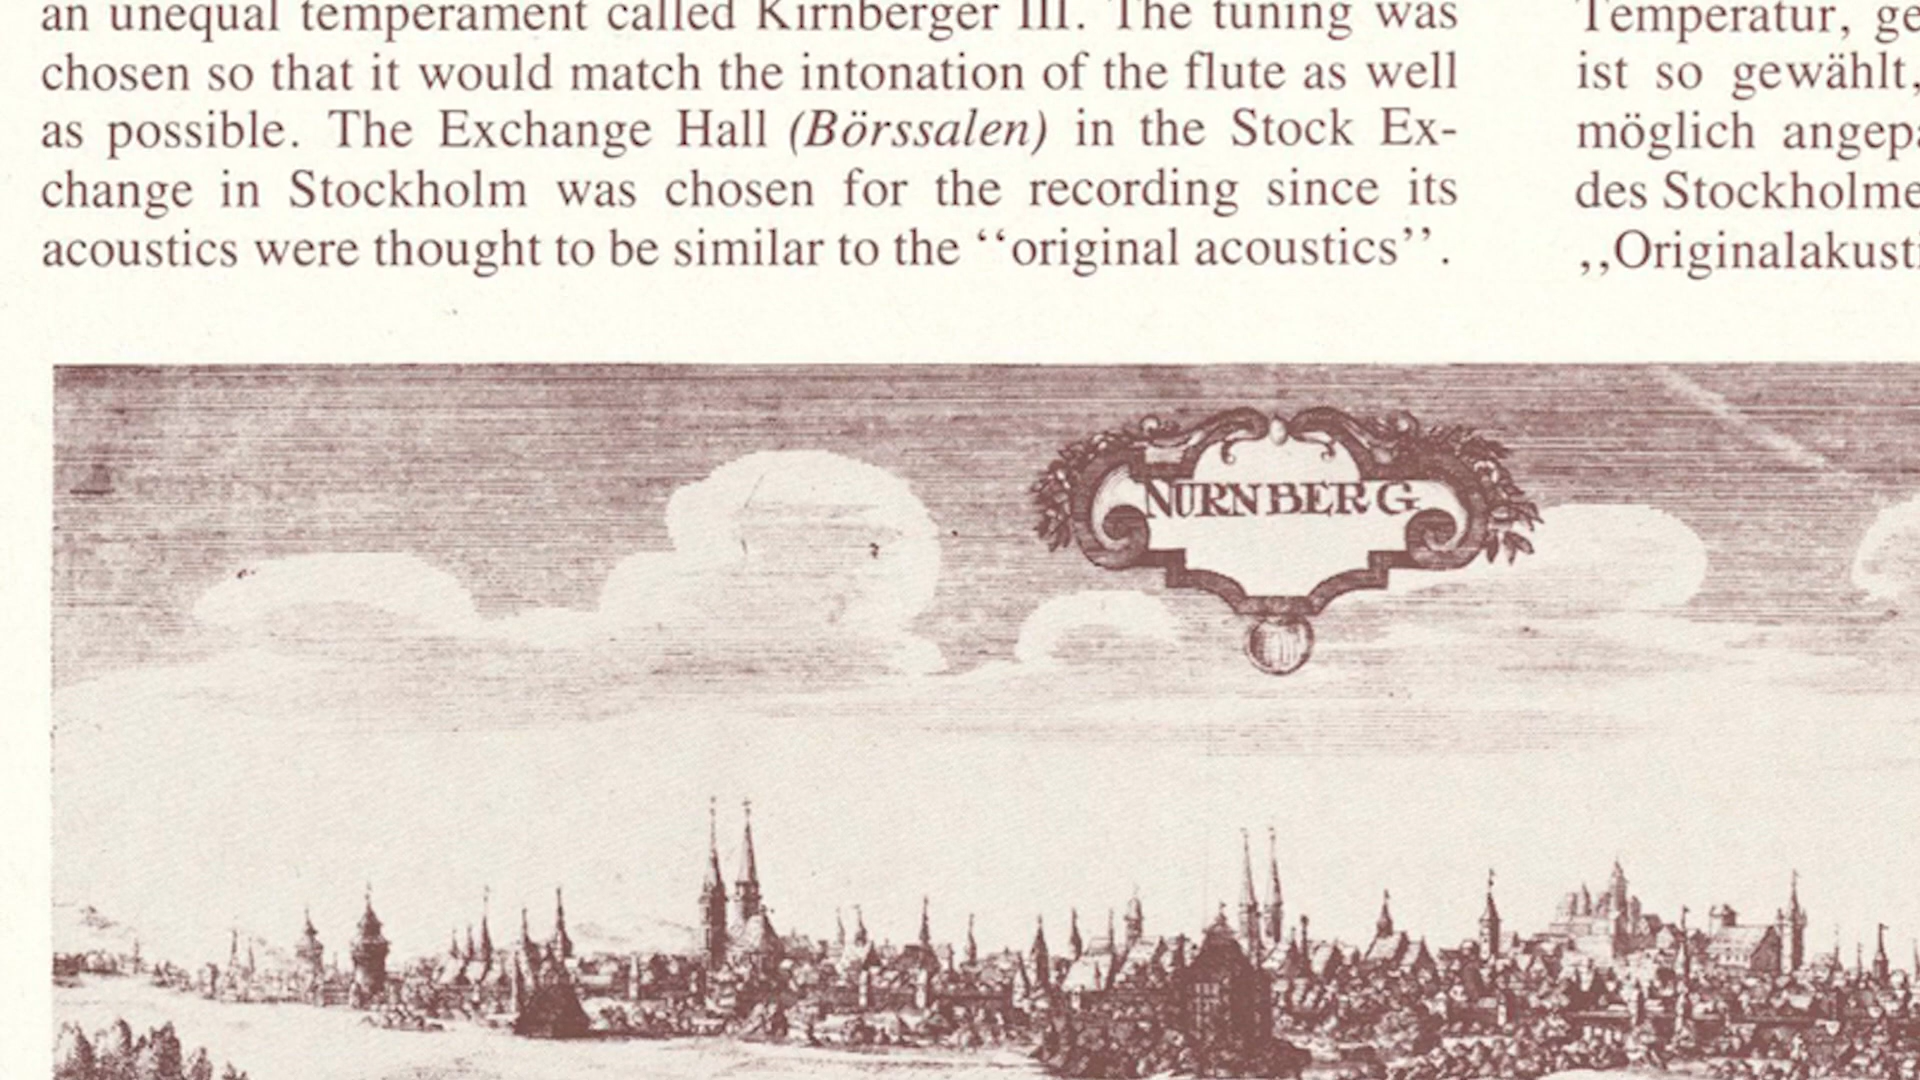 an unequal temperament called Kirnberger III. The tuning was
chosen so that it would match the intonation of the flute as well
as possible. The Exchange Hall (Börssalen) in the Stock Ex-
change in Stockholm was chosen for the recording since its
acoustics were thought to be similar to the ‘‘original acoustics’’.
Temperatur,
ist so gewählt,
möglich
des
NURNBERG